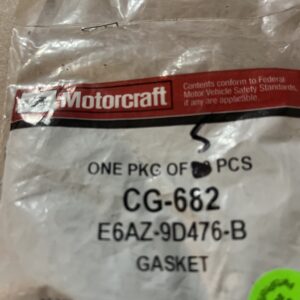 Motorcraft
Contents conform to Federal
Motor Vehicle Safety Standards,
if any are applicable.
5
ONE PKG OF PCS
CG-682
E6AZ-9D476-B
GASKET